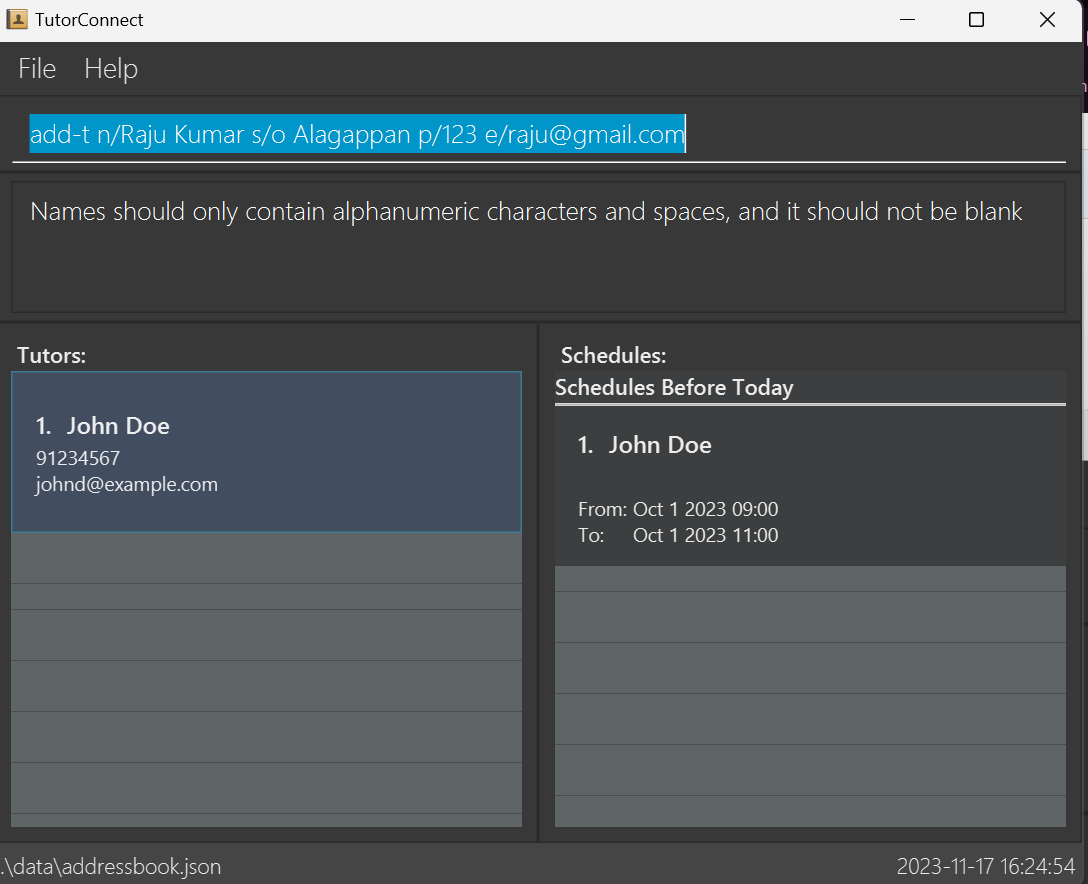 TutorConnect
File Help
add-t n/Raju Kumar s/o Alagappan p/123 e/raju@gmail.com
Names should only contain alphanumeric characters and spaces, and it should not be blank
Tutors:
1. John Doe
91234567
johnd@example.com
Schedules:
Schedules Before Today
1. John Doe
From: Oct 1 2023 09:00
To: Oct 1 2023 11:00
.\data\addressbook.json
2023-11-17 16:24:54